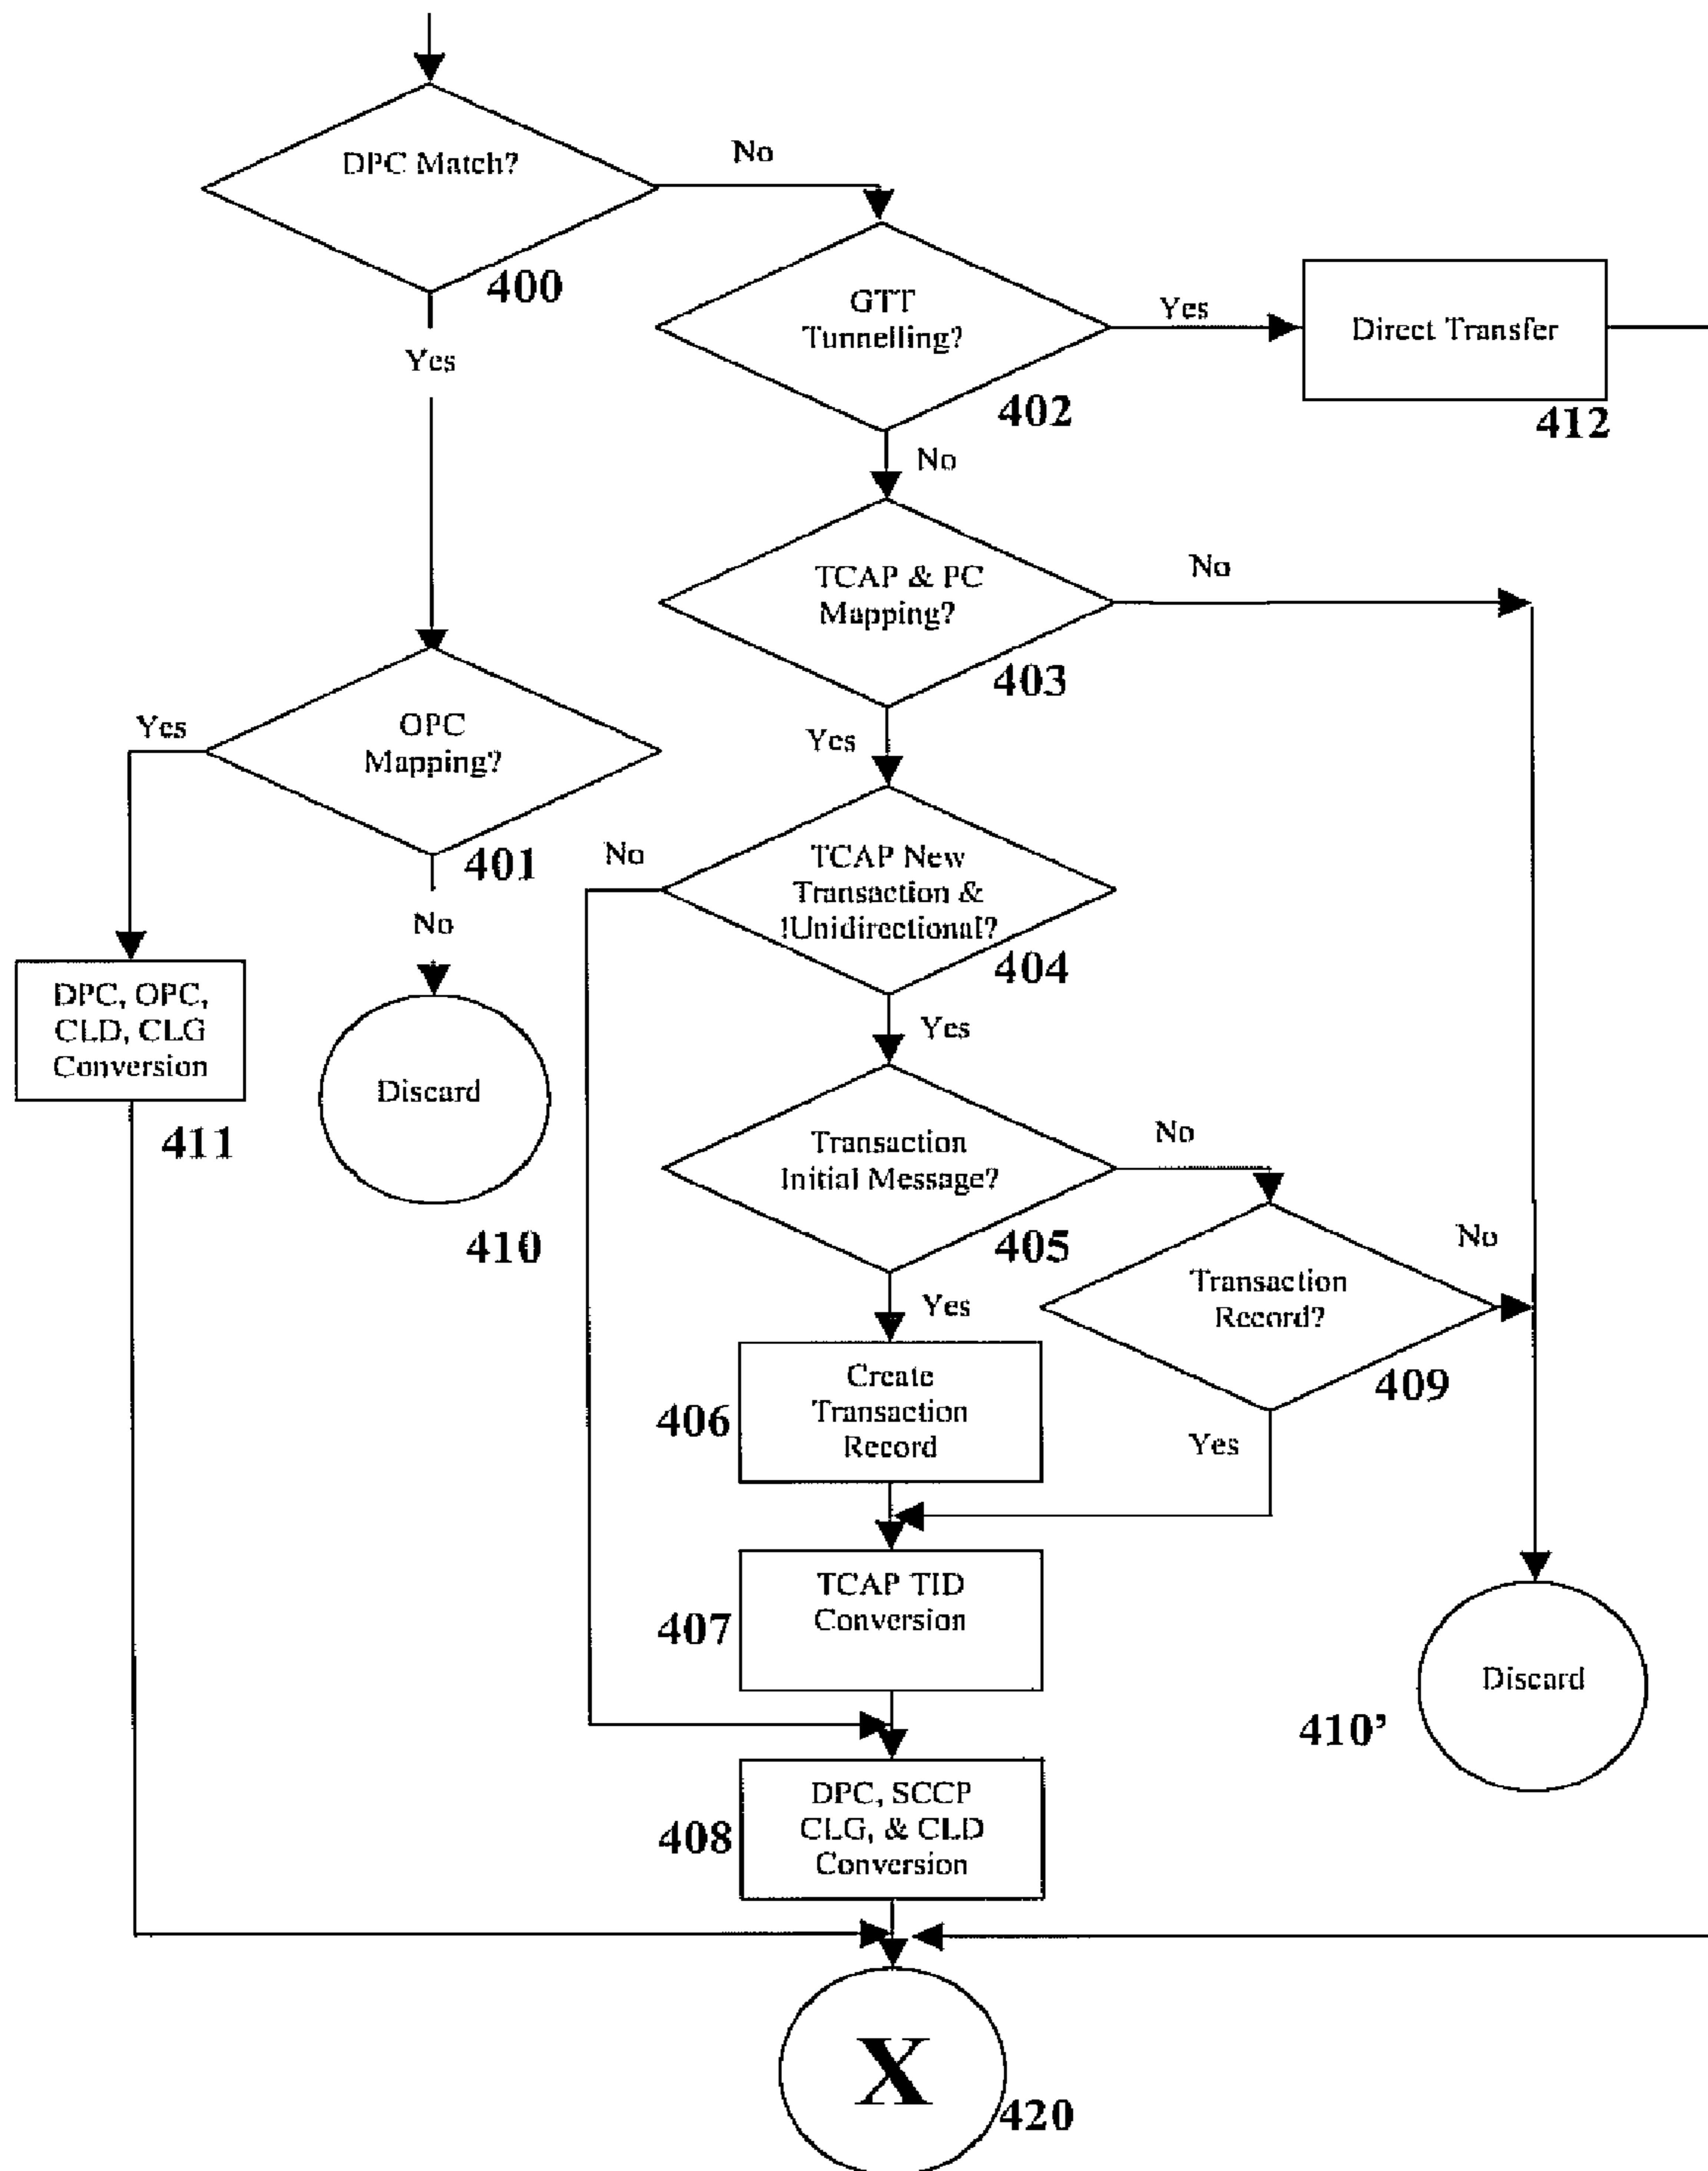 DPC Match?
No
400
GTT
Tunnelling?
Yes
Direct Transfer
Yes
402
412
No
TCAP & PC
Mapping?
No
403
Yes
OPC
Mapping?
Yes
401
No
TCAP New
Transaction &
!Unidirectional?
No
404
DPC, OPC,
CLD, CLG
Conversion
Yes
Discard
411
Transaction
Initial Message?
No
410
405
No
Transaction
Record?
Yes
409
Create
Transaction
Record
406
Yes
TCAP TID
Conversion
407
Discard
410’
DPC, SCCP
CLG, & CLD
Conversion
408
X
420